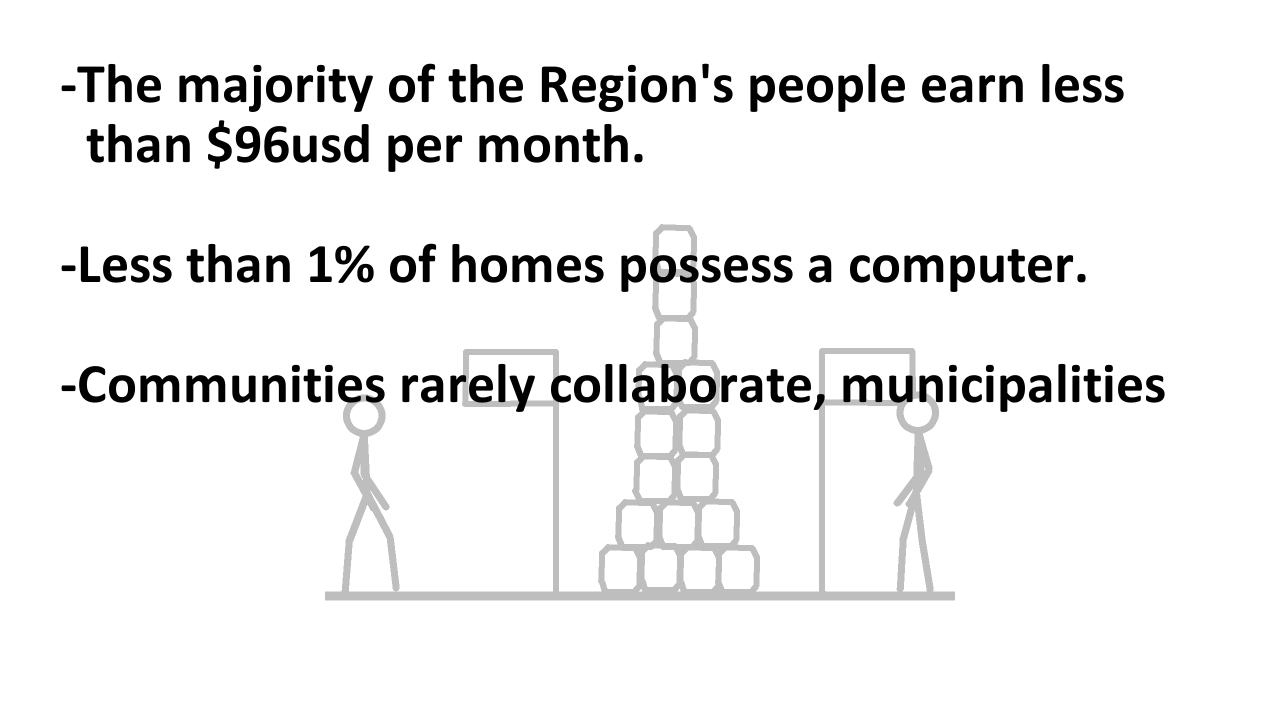 -The majority of the Region's people earn less
than $96usd per month.
-Less than 1% of homes possess a computer.
-Communities rarely collaborate, municipalities